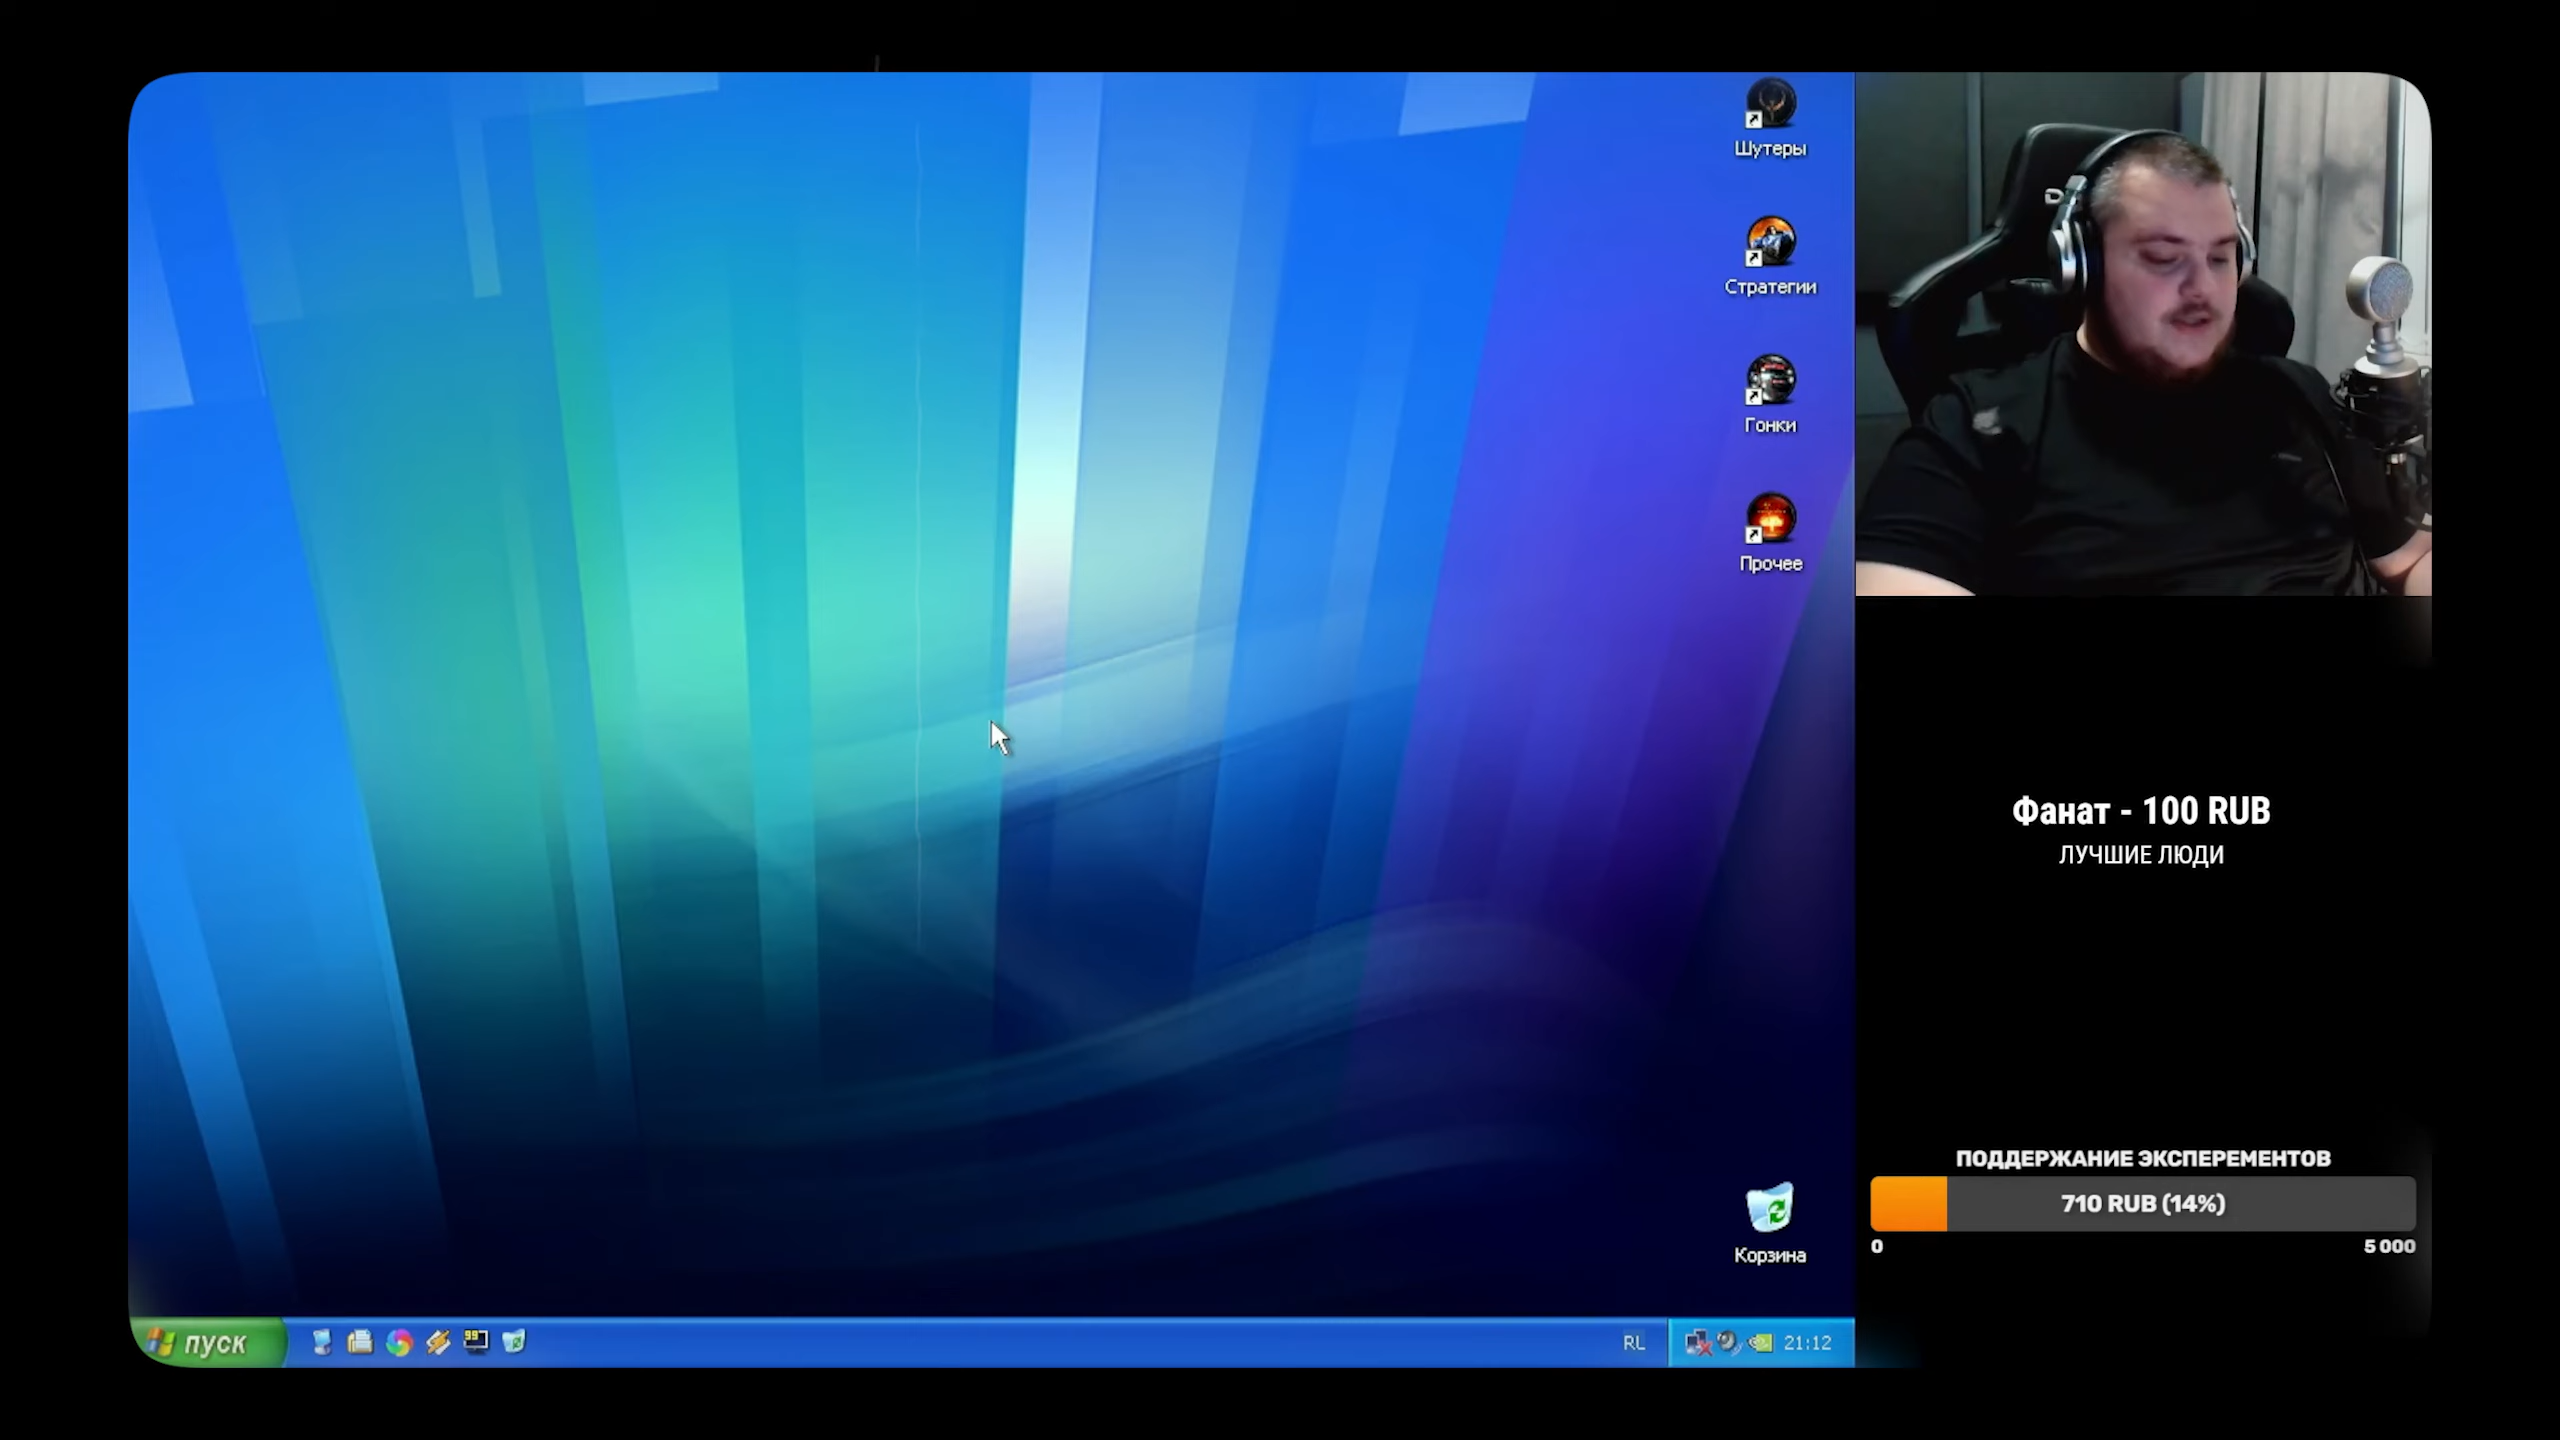 Шутеры
Стратегии
Гонки
Прочее
Корзина
пуск
99
RL
21:12
Фанат - 100 RUB
ЛУЧШИЕ ЛЮДИ
ПОДДЕРЖАНИЕ ЭКСПЕРЕМЕНТОВ
710 RUB (14%)
0
5 000